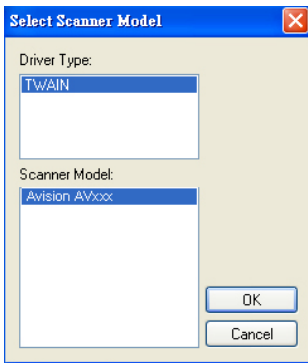 Select Scanner Model
Driver Type:
TWAIN
Scanner Model:
Avision AVxxx
OK
Cancel